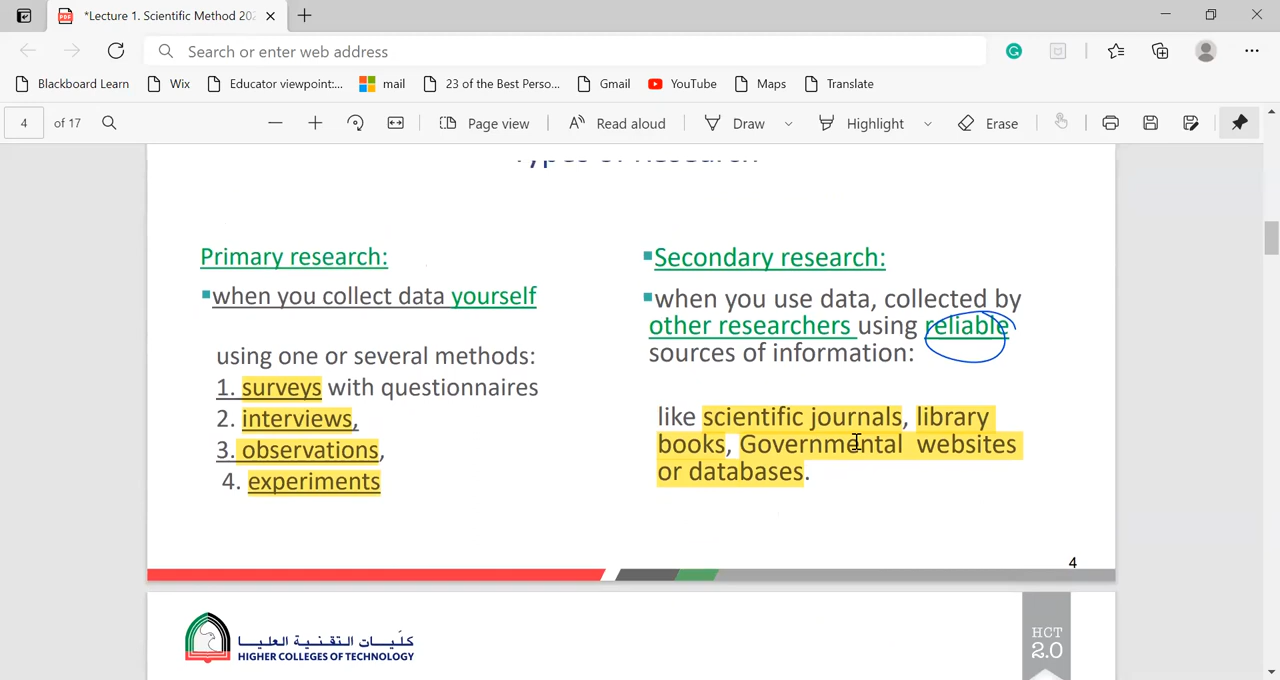 *Lecture 1. Scientific Method 202
Search or enter web address
Blackboard Learn Wix Educator viewpoint:... mail 23 of the Best Perso... Gmail YouTube Maps Translate
4 of 17 Page view Read aloud Draw Highlight Erase
Types of Research
Primary research:
when you collect data yourself
using one or several methods:
1. surveys with questionnaires
2. interviews,
3. observations,
4. experiments
Secondary research:
when you use data, collected by
other researchers using reliable
sources of information:
like scientific journals, library
books, Governmental websites
or databases.
4
كليات التقنية العليا
HIGHER COLLEGES OF TECHNOLOGY
HCT
2.0